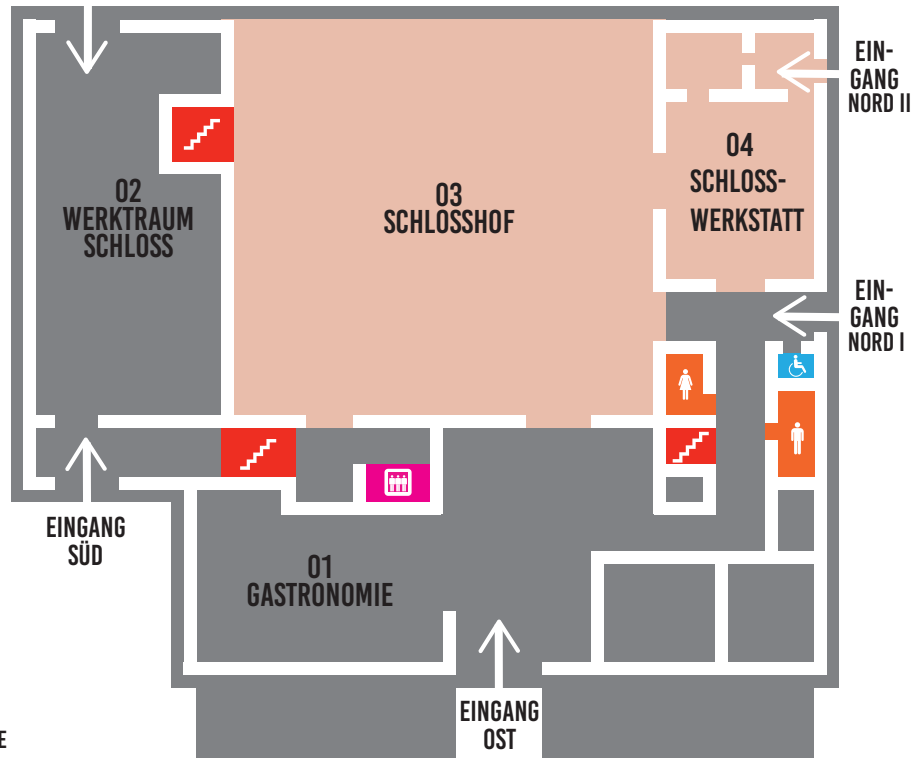 EIN-
GANG
NORD II
04
SCHLOSS-
WERKSTATT
03
SCHLOSSHOF
02
WERKTRAUM
SCHLOSS
EIN-
GANG
NORD I
EINGANG
SÜD
01
GASTRONOMIE
EINGANG
OST
E